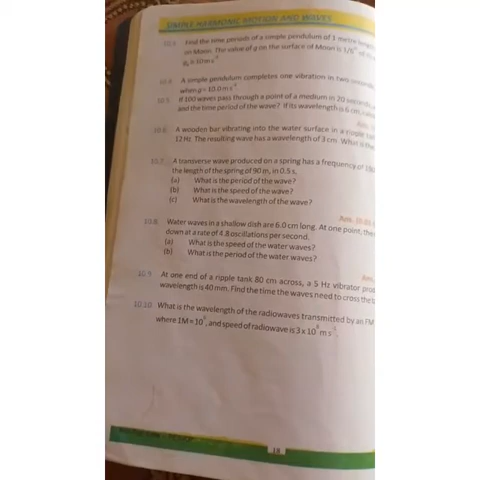 SIMPLE HARMONIC MOTION AND WAVES
Find the time periods of a simple pendulum of 1 metre length
on Moon. The value of g on the surface of Moon is 1/6th of
= 10 m s⁻²
A simple pendulum completes one vibration in two seconds
when g = 10.0 m s⁻²
10.5 If 100 waves pass through a point of a medium in 20 seconds,
and the time period of the wave? If its wavelength is 6 cm,
10.6 A wooden bar vibrating into the water surface in a ripple tank
12 Hz. The resulting wave has a wavelength of 3 cm. What is the
10.7 A transverse wave produced on a spring has a frequency of
the length of the spring of 90 m, in 0.5 s,
(a) What is the period of the wave?
(b) What is the speed of the wave?
(c) What is the wavelength of the wave?
Ans.
10.8 Water waves in a shallow dish are 6.0 cm long. At one point, the
down at a rate of 4.8 oscillations per second.
(a) What is the speed of the water waves?
(b) What is the period of the water waves?
Ans.
10.9 At one end of a ripple tank 80 cm across, a 5 Hz vibrator
wavelength is 40 mm. Find the time the waves need to cross the
10.10 What is the wavelength of the radiowaves transmitted by an FM
where 1M = 10⁶, and speed of radiowave is 3 x 10⁸ m s⁻¹.
18